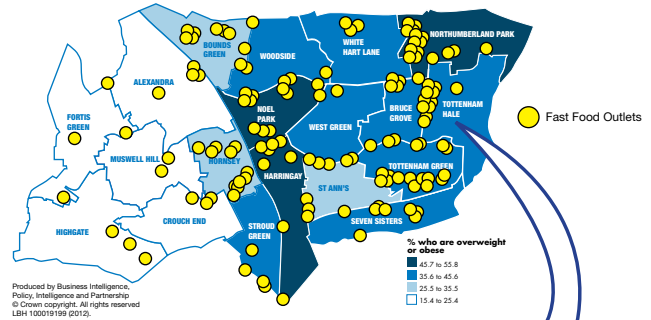 NORTHUMBERLAND PARK
WHITE
HART LANE
BOUNDS
GREEN
WOODSIDE
ALEXANDRA
NOEL
PARK
BRUCE
GROVE
TOTTENHAM
HALE
Fast Food Outlets
FORTIS
GREEN
WEST GREEN
MUSWELL HILL
HORNSEY
HARRINGAY
TOTTENHAM GREEN
ST ANN'S
CROUCH END
SEVEN SISTERS
HIGHGATE
STROUD
GREEN
% who are overweight
or obese
45.7 to 55.8
35.6 to 45.6
25.5 to 35.5
15.4 to 25.4
Produced by Business Intelligence,
Policy, Intelligence and Partnership
© Crown copyright. All rights reserved
LBH 100019199 (2012).